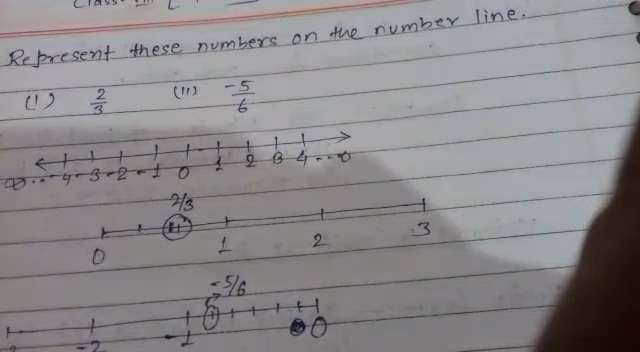 Represent these numbers on the number line.
(i) 2/3 (ii) -5/6
∞...-4 -3 -2 -1 0 1 2 3 4...∞
2/3
0 1 2 3
-5/6
-2 -1 0